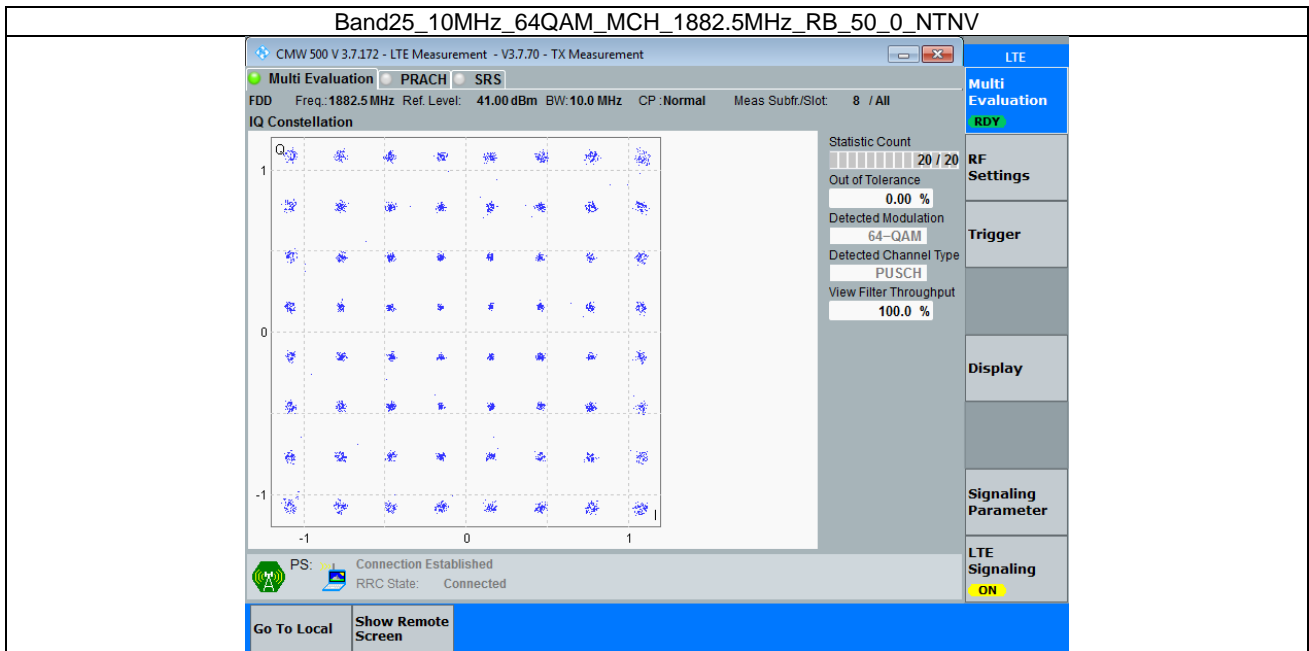 Band25_10MHz_64QAM_MCH_1882.5MHz_RB_50_0_NTNV
CMW 500 V 3.7.172 - LTE Measurement - V3.7.70 - TX Measurement
LTE
Multi Evaluation PRACH SRS
Multi
Evaluation
RDY
FDD Freq.:1882.5 MHz Ref. Level: 41.00 dBm BW:10.0 MHz CP :Normal Meas Subfr./Slot: 8 / All
IQ Constellation
Q
1
0
-1
-1 0 1
I
Statistic Count
20 / 20
Out of Tolerance
0.00 %
Detected Modulation
64-QAM
Detected Channel Type
PUSCH
View Filter Throughput
100.0 %
RF
Settings
Trigger
Display
Signaling
Parameter
LTE
Signaling
ON
PS: Connection Established
RRC State: Connected
Go To Local
Show Remote
Screen